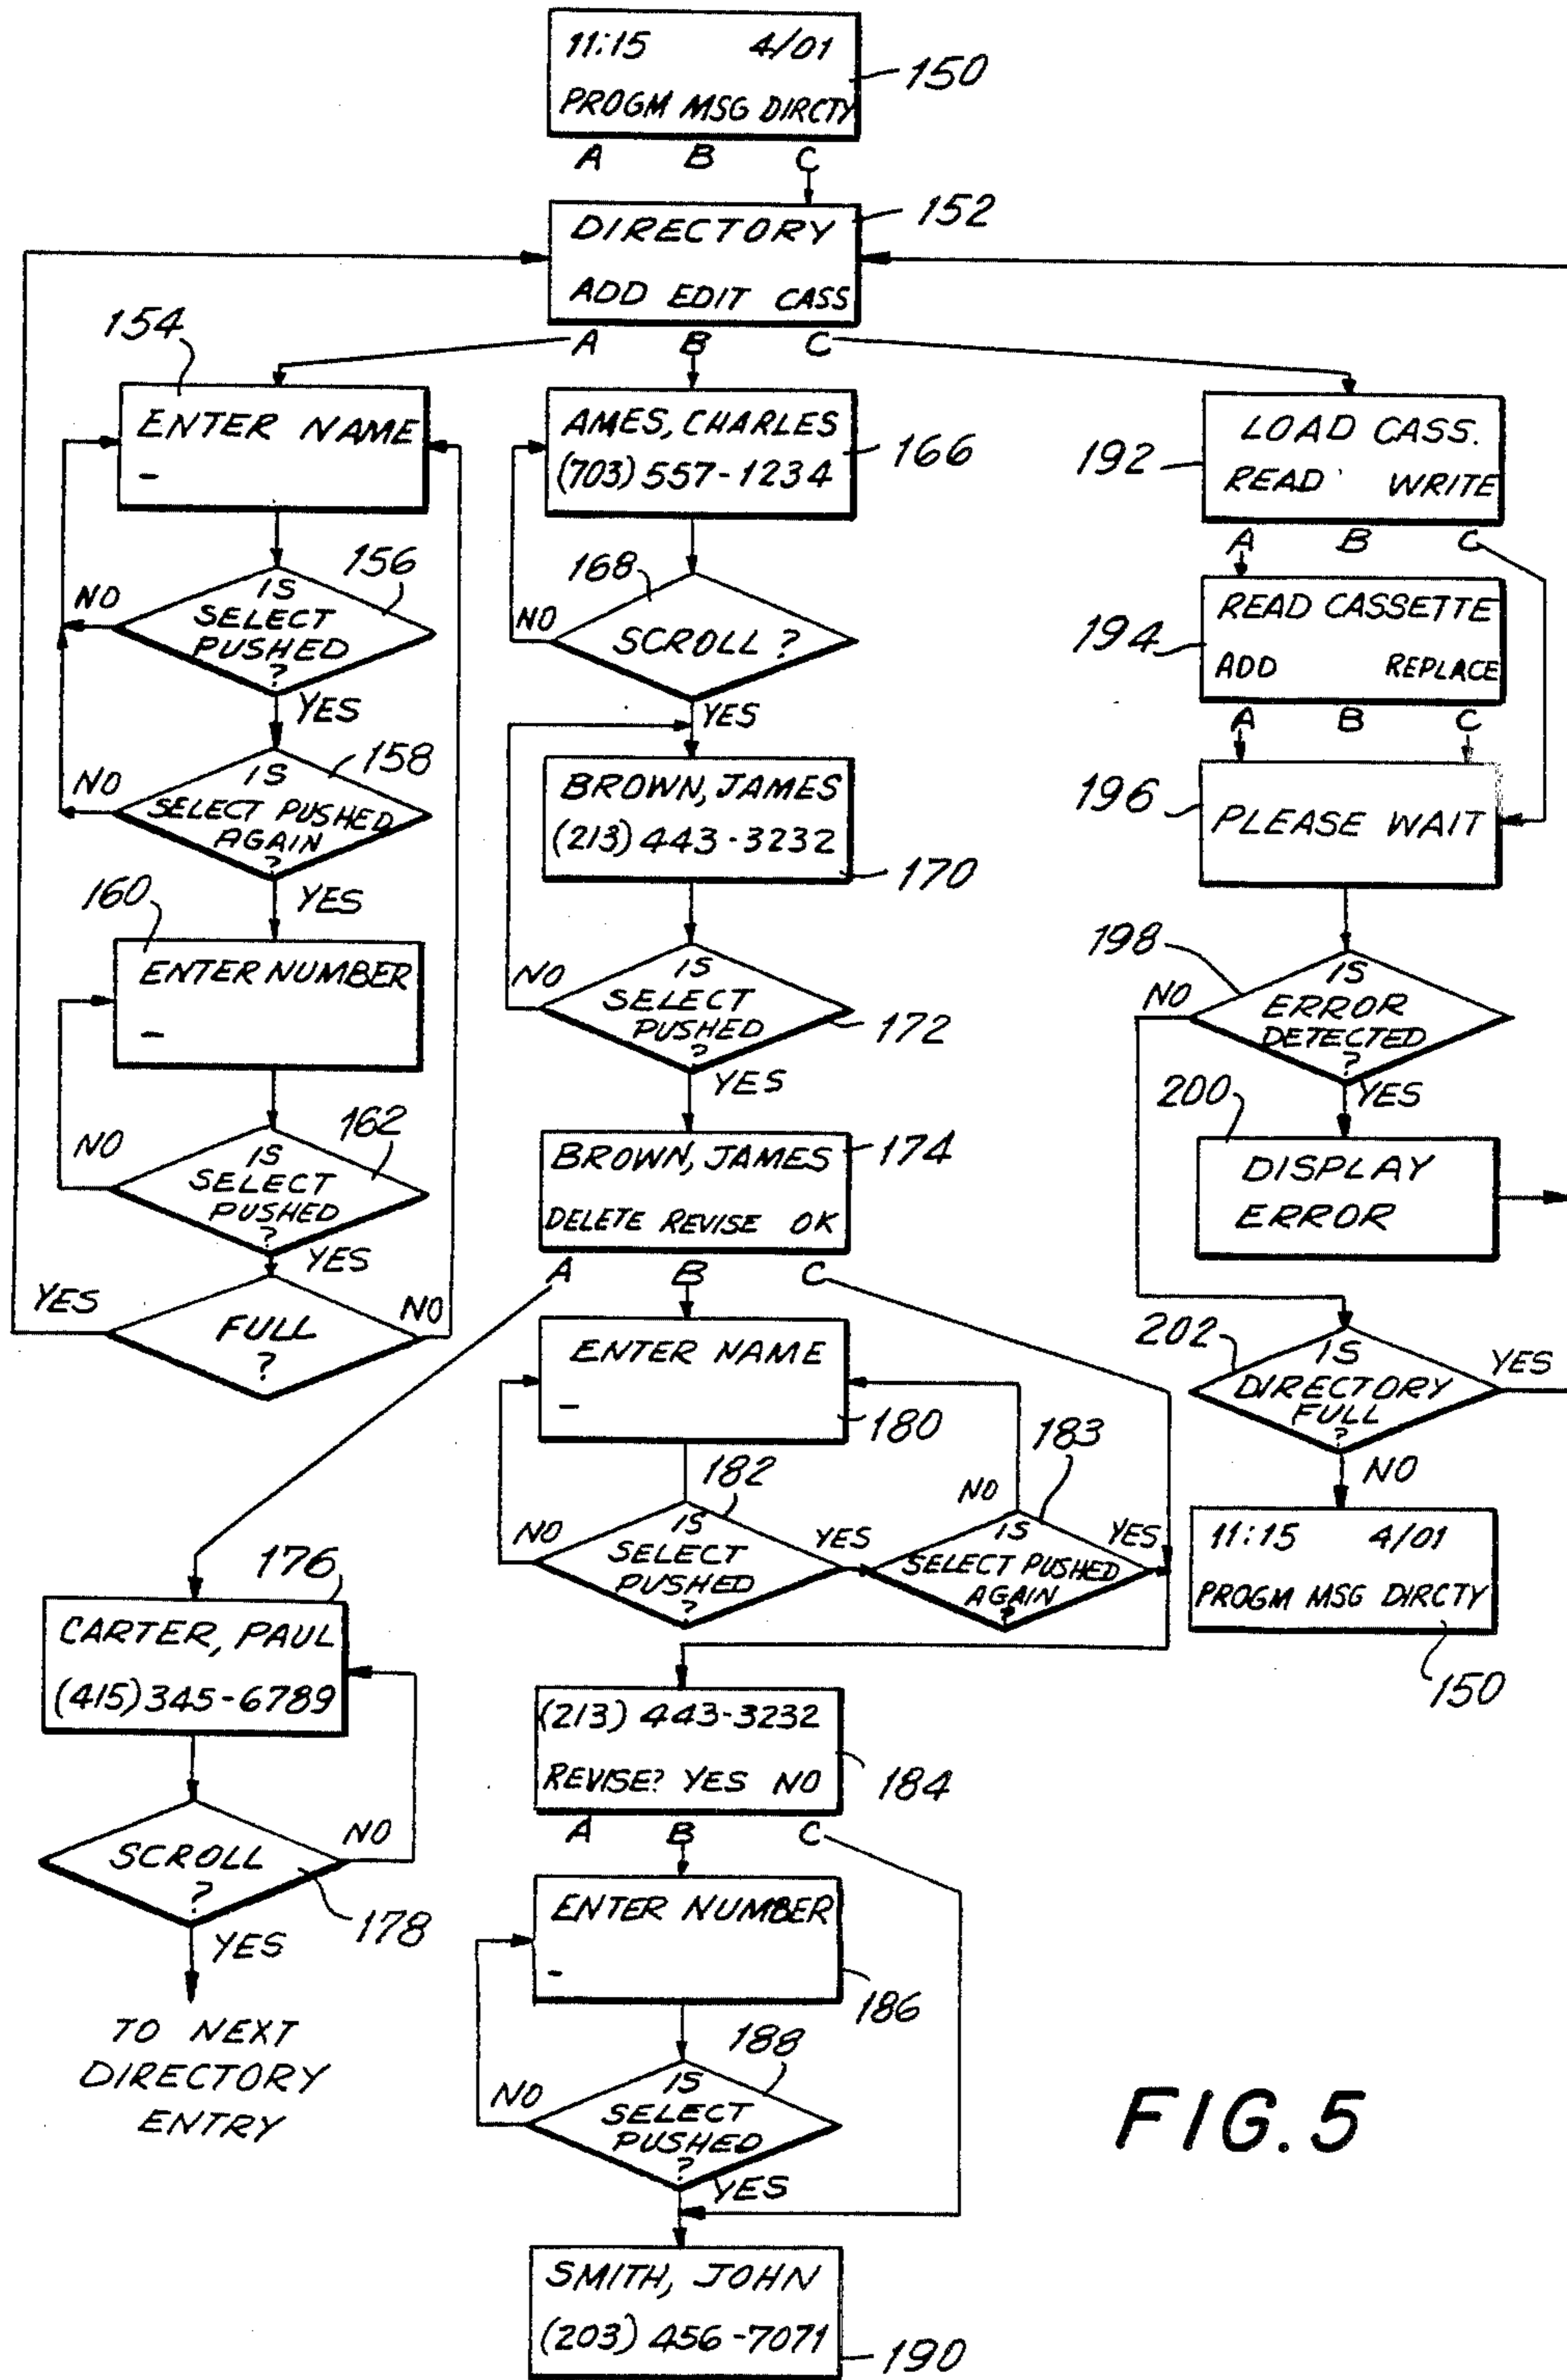 11:15 4/01
PROGM MSG DIRCTY
150
A B C
DIRECTORY
ADD EDIT CASS
152
A B C
154
ENTER NAME
-
156
IS
SELECT
PUSHED
?
NO
YES
158
IS
SELECT PUSHED
AGAIN
?
NO
YES
160
ENTER NUMBER
-
162
IS
SELECT
PUSHED
?
NO
YES
FULL
?
YES
NO
AMES, CHARLES
(703) 557-1234
166
168
SCROLL ?
NO
YES
BROWN, JAMES
(213) 443-3232
170
IS
SELECT
PUSHED
?
172
NO
YES
BROWN, JAMES
DELETE REVISE OK
174
A B C
ENTER NAME
-
180
182
IS
SELECT
PUSHED
?
NO
YES
183
IS
SELECT PUSHED
AGAIN
?
NO
YES
176
CARTER, PAUL
(415) 345-6789
SCROLL
?
178
NO
YES
TO NEXT
DIRECTORY
ENTRY
(213) 443-3232
REVISE? YES NO
184
A B C
ENTER NUMBER
-
186
188
IS
SELECT
PUSHED
?
NO
YES
SMITH, JOHN
(203) 456-7071
190
192
LOAD CASS.
READ WRITE
A B C
194
READ CASSETTE
ADD REPLACE
A B C
196
PLEASE WAIT
198
IS
ERROR
DETECTED
?
NO
YES
200
DISPLAY
ERROR
202
IS
DIRECTORY
FULL
?
YES
NO
11:15 4/01
PROGM MSG DIRCTY
150
FIG. 5